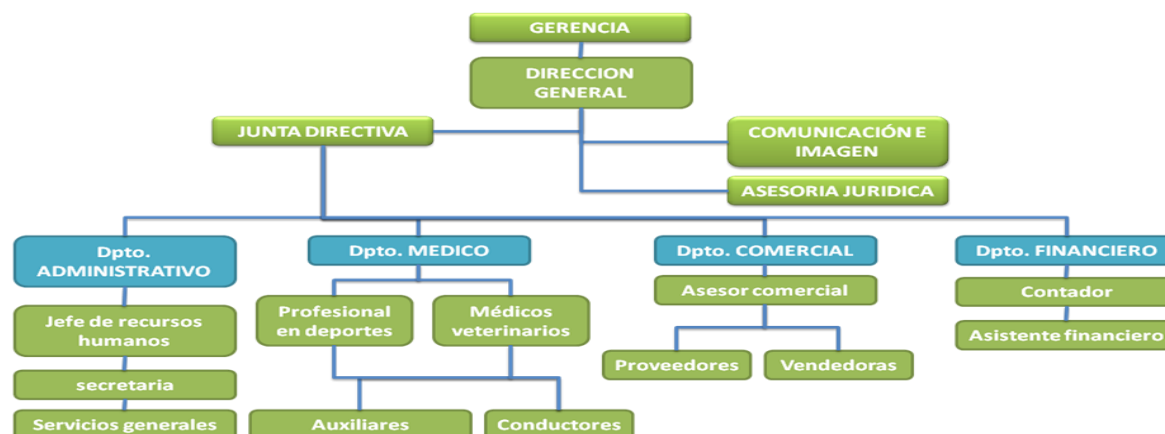 GERENCIA
DIRECCION
GENERAL
JUNTA DIRECTIVA
COMUNICACIÓN E
IMAGEN
ASESORIA JURIDICA
Dpto.
ADMINISTRATIVO
Dpto. MEDICO
Dpto. COMERCIAL
Dpto. FINANCIERO
Jefe de recursos
humanos
Profesional
en deportes
Médicos
veterinarios
Asesor comercial
Contador
secretaria
Proveedores
Vendedoras
Asistente financiero
Servicios generales
Auxiliares
Conductores